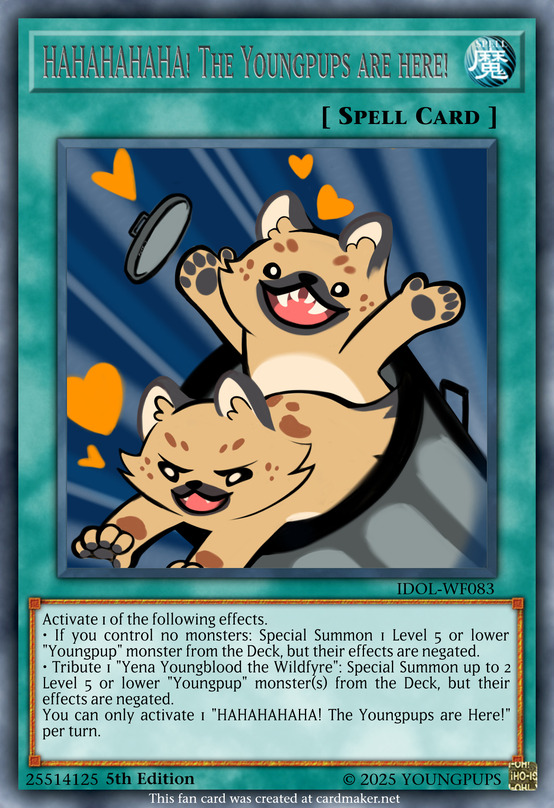 HAHAHAHAHA! The Youngpups are here!
SPELL
魔
[ Spell Card ]
IDOL-WF083
Activate 1 of the following effects.
• If you control no monsters: Special Summon 1 Level 5 or lower
"Youngpup" monster from the Deck, but their effects are negated.
• Tribute 1 "Yena Youngblood the Wildfyre": Special Summon up to 2
Level 5 or lower "Youngpup" monster(s) from the Deck, but their
effects are negated.
You can only activate 1 "HAHAHAHAHA! The Youngpups are Here!"
per turn.
25514125 5th Edition
© 2025 YOUNGPUPS
This fan card was created at cardmaker.net